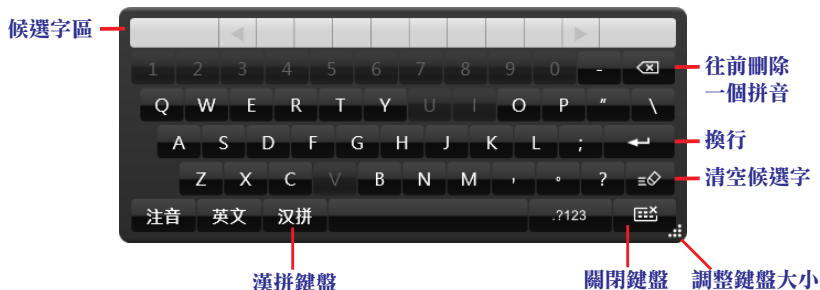 候選字區
1 2 3 4 5 6 7 8 9 0 -
往前刪除
一個拼音
Q W E R T Y U I O P " \
A S D F G H J K L ;
換行
Z X C V B N M , 。 ?
清空候選字
注音 英文 汉拼 .?123
漢拼鍵盤
關閉鍵盤
調整鍵盤大小